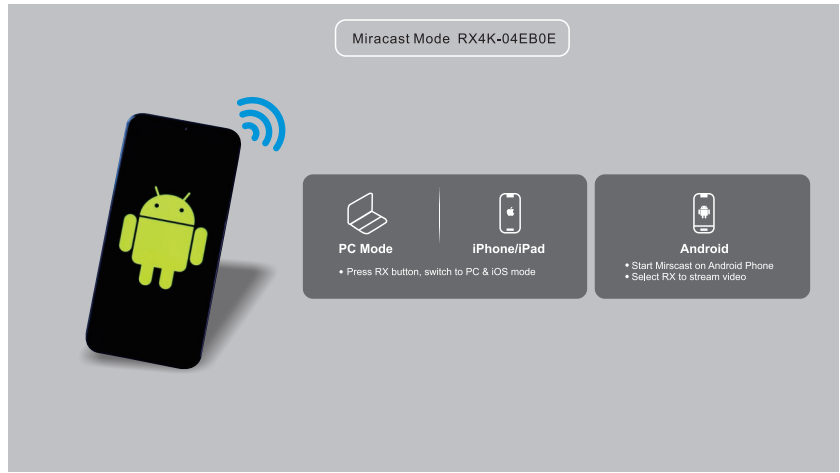 Miracast Mode RX4K-04EB0E
PC Mode
iPhone/iPad
• Press RX button, switch to PC & iOS mode
Android
• Start Mirscast on Android Phone
• Select RX to stream video